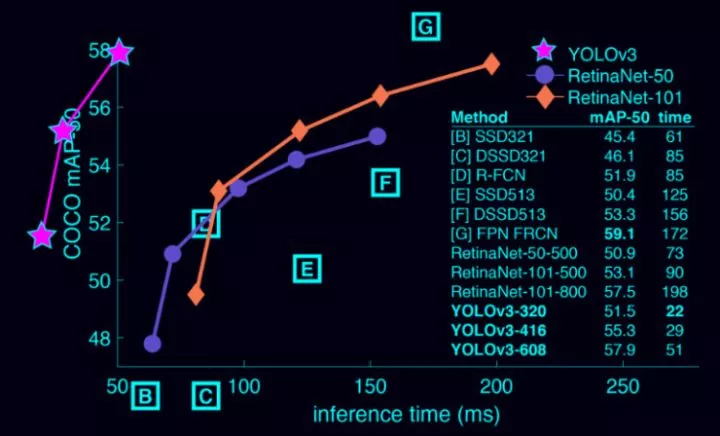 G
58
56
54
52
50
48
COCO mAP-50
YOLOv3
RetinaNet-50
RetinaNet-101
Method mAP-50 time
[B] SSD321 45.4 61
[C] DSSD321 46.1 85
[D] R-FCN 51.9 85
[E] SSD513 50.4 125
[F] DSSD513 53.3 156
[G] FPN FRCN 59.1 172
RetinaNet-50-500 50.9 73
RetinaNet-101-500 53.1 90
RetinaNet-101-800 57.5 198
YOLOv3-320 51.5 22
YOLOv3-416 55.3 29
YOLOv3-608 57.9 51
F
E
50 100 150 200 250
B C
inference time (ms)